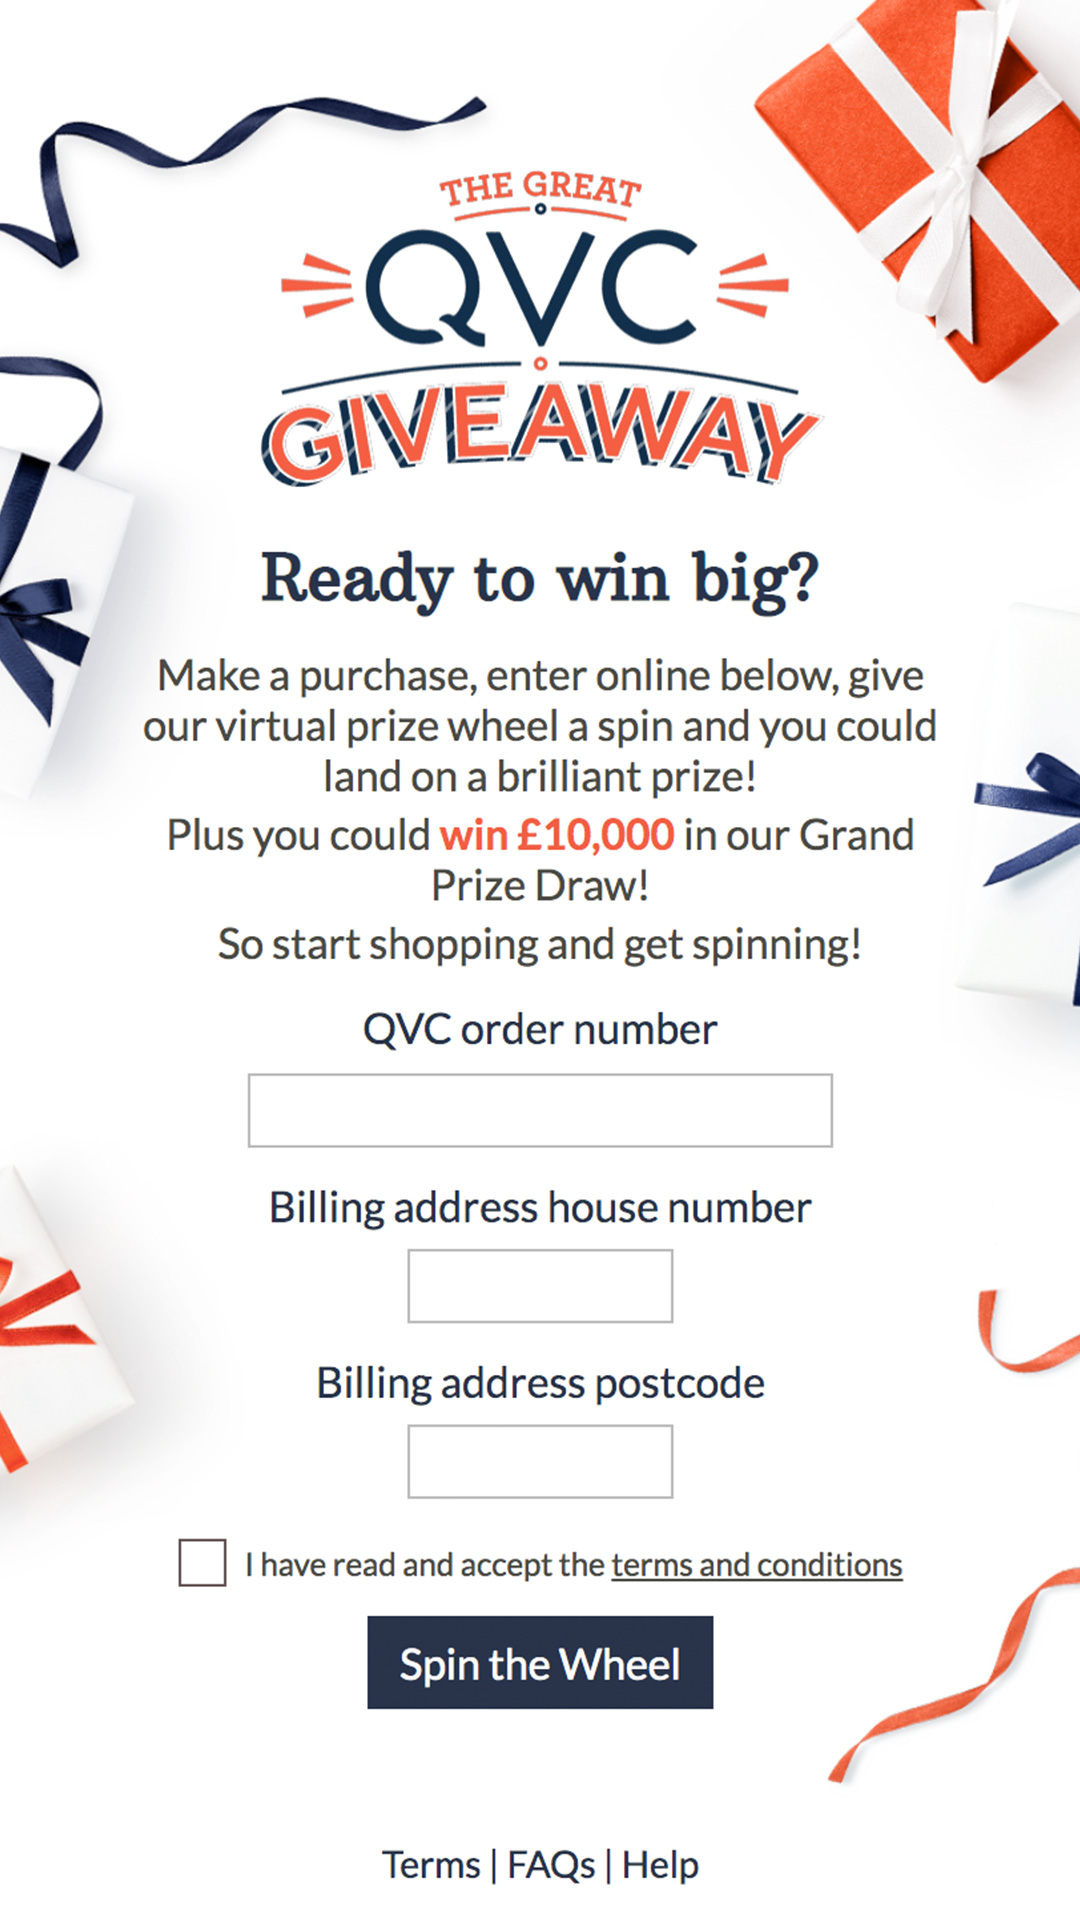 THE GREAT
QVC
GIVEAWAY
Ready to win big?
Make a purchase, enter online below, give
our virtual prize wheel a spin and you could
land on a brilliant prize!
Plus you could win £10,000 in our Grand
Prize Draw!
So start shopping and get spinning!
QVC order number
Billing address house number
Billing address postcode
I have read and accept the terms and conditions
Spin the Wheel
Terms | FAQs | Help